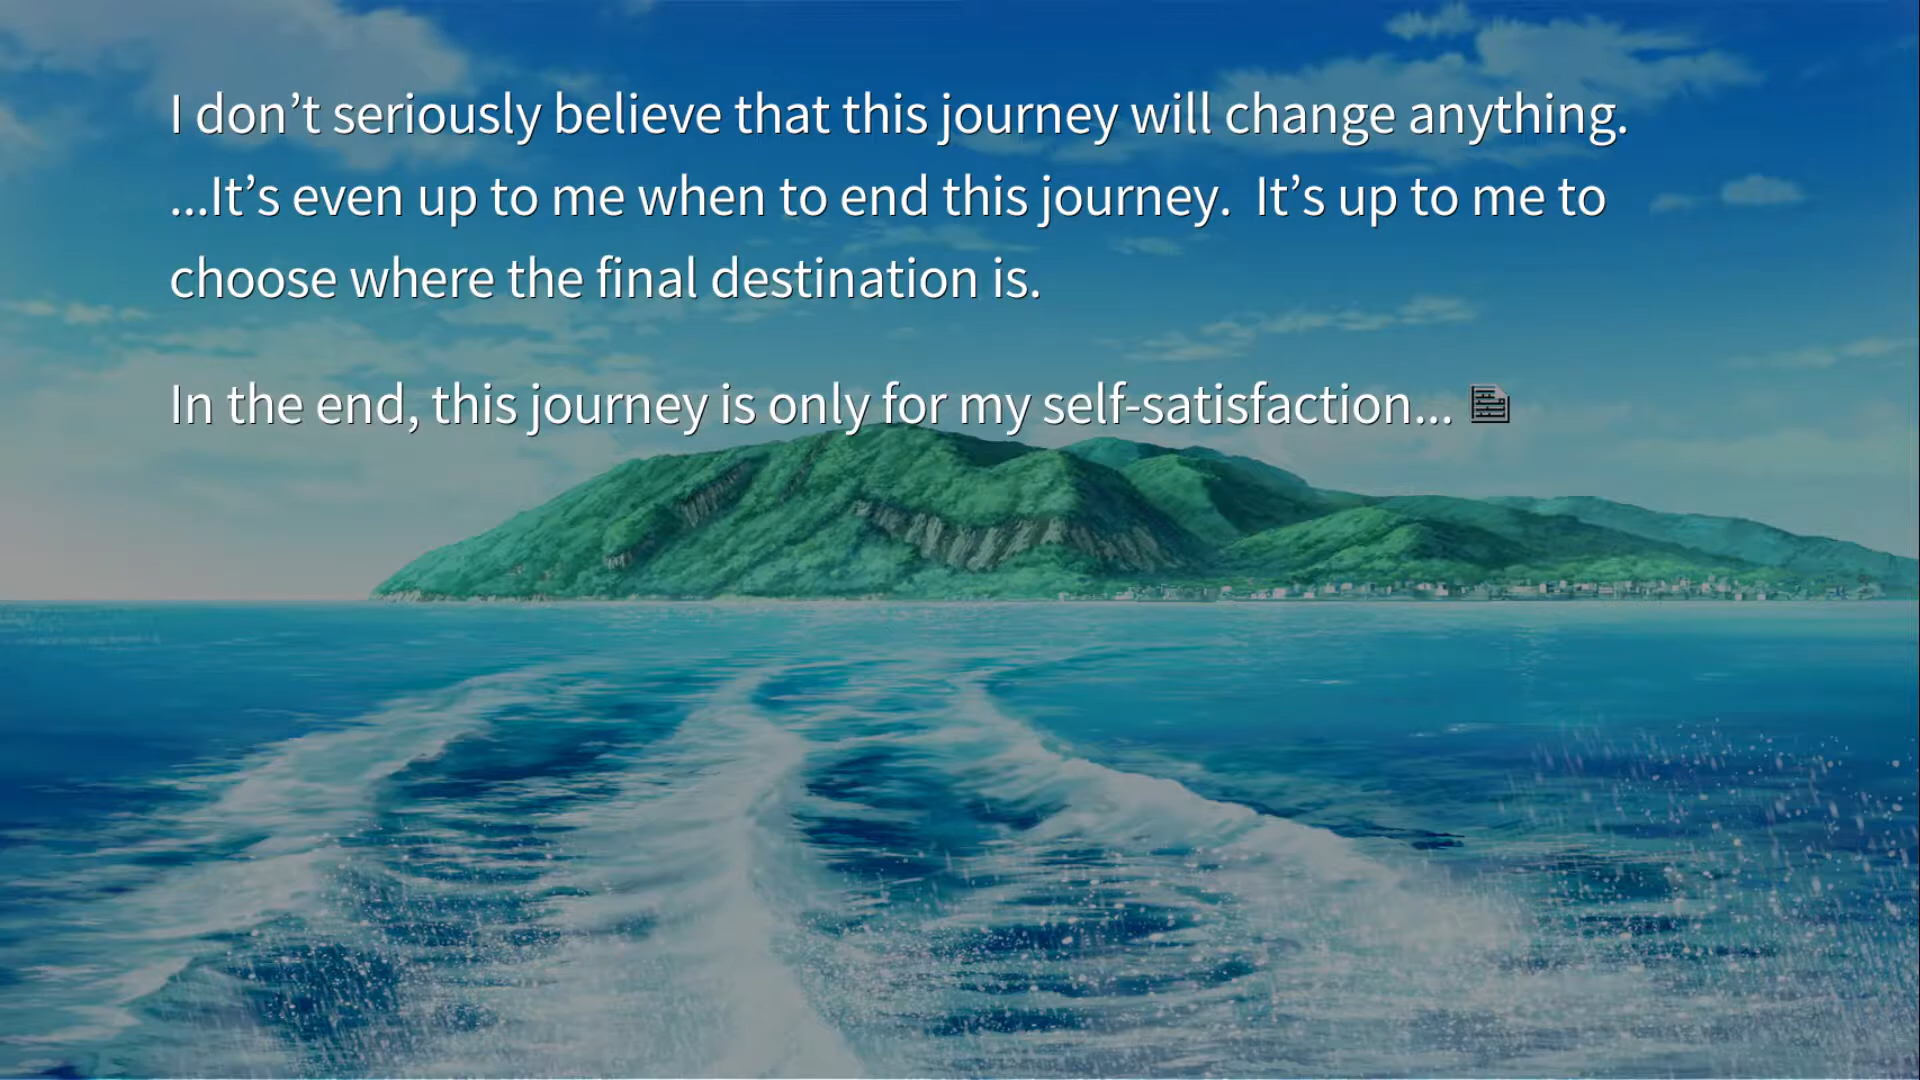 I don’t seriously believe that this journey will change anything.
...It’s even up to me when to end this journey.  It’s up to me to
choose where the final destination is.
In the end, this journey is only for my self-satisfaction...